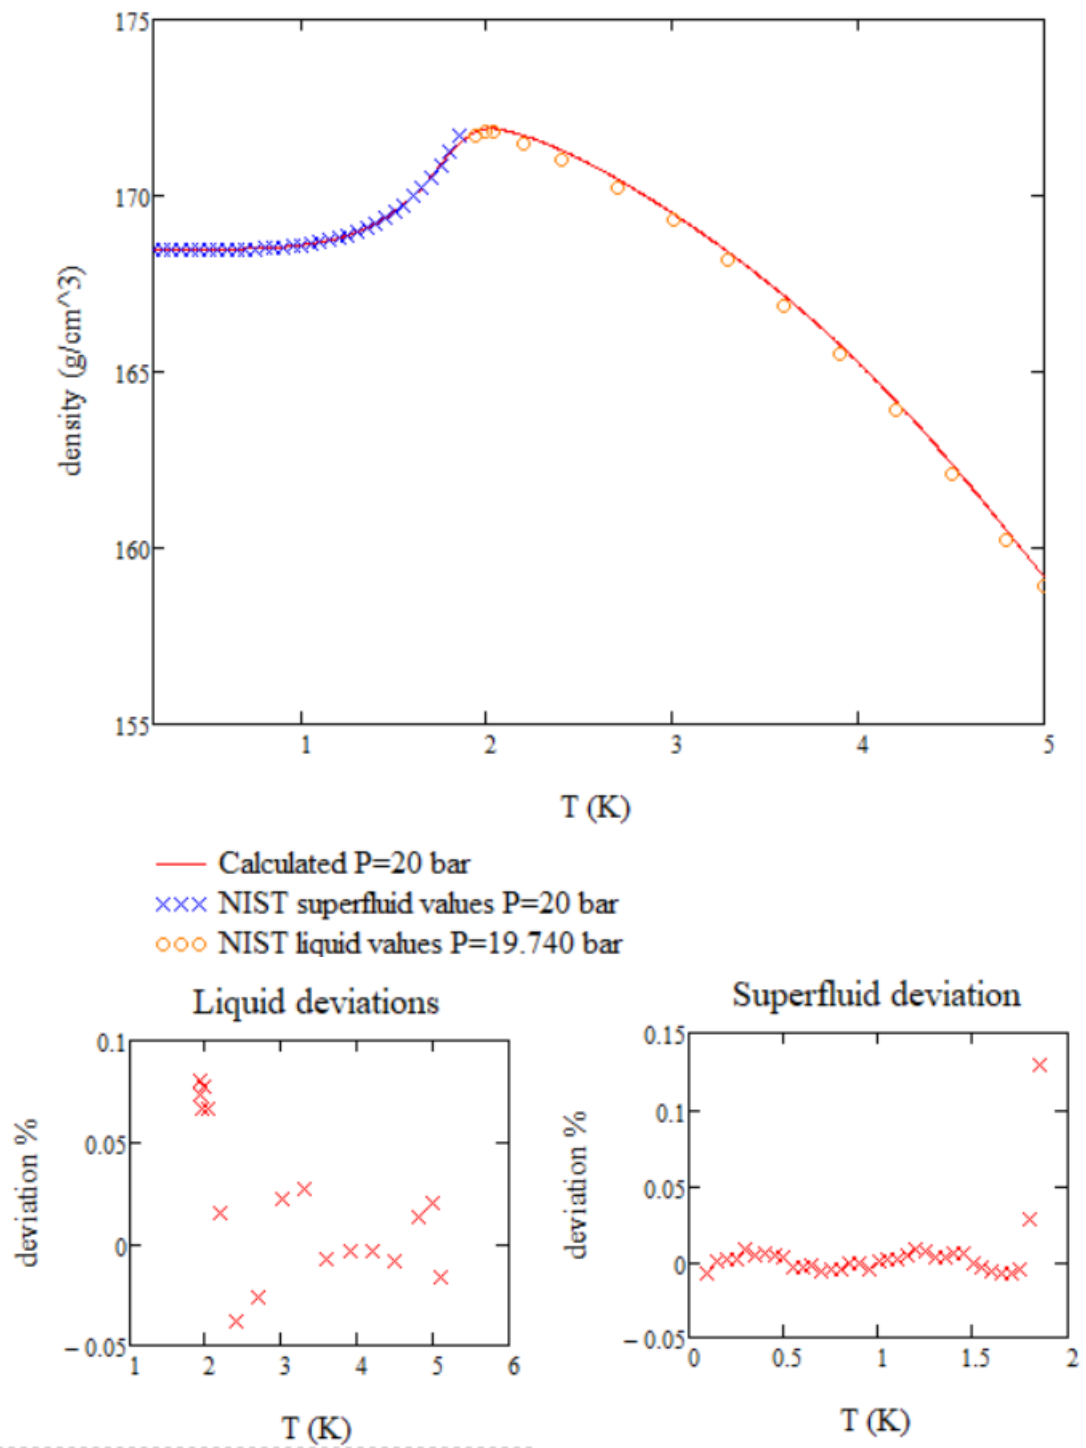 175
170
165
160
155
density (g/cm^3)
1 2 3 4 5
T (K)
Calculated P=20 bar
××× NIST superfluid values P=20 bar
○○○ NIST liquid values P=19.740 bar
Liquid deviations
0.1
0.05
0
− 0.05
deviation %
1 2 3 4 5 6
T (K)
Superfluid deviation
0.15
0.1
0.05
0
− 0.05
deviation %
0 0.5 1 1.5 2
T (K)